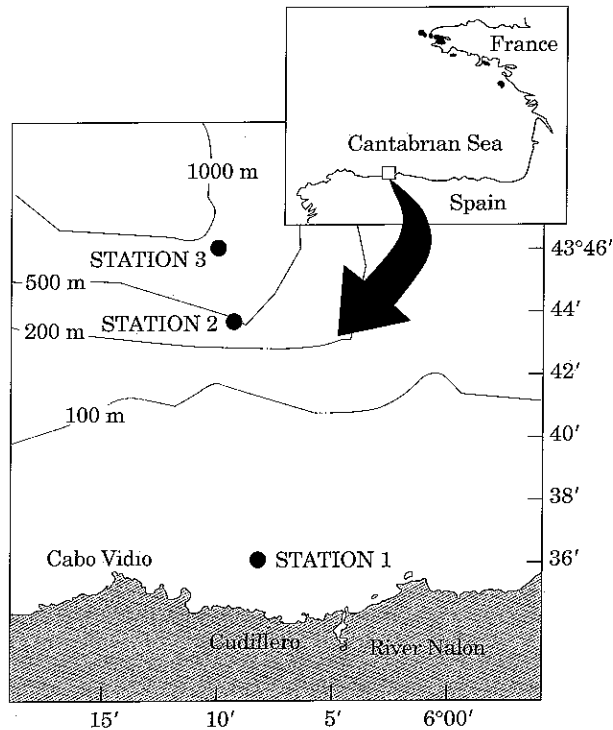 France
Cantabrian Sea
Spain
1000 m
STATION 3
43°46'
500 m
44'
STATION 2
200 m
42'
100 m
40'
38'
STATION 1
36'
Cabo Vidio
Cudillero
River Nalon
15'
10'
5'
6°00'